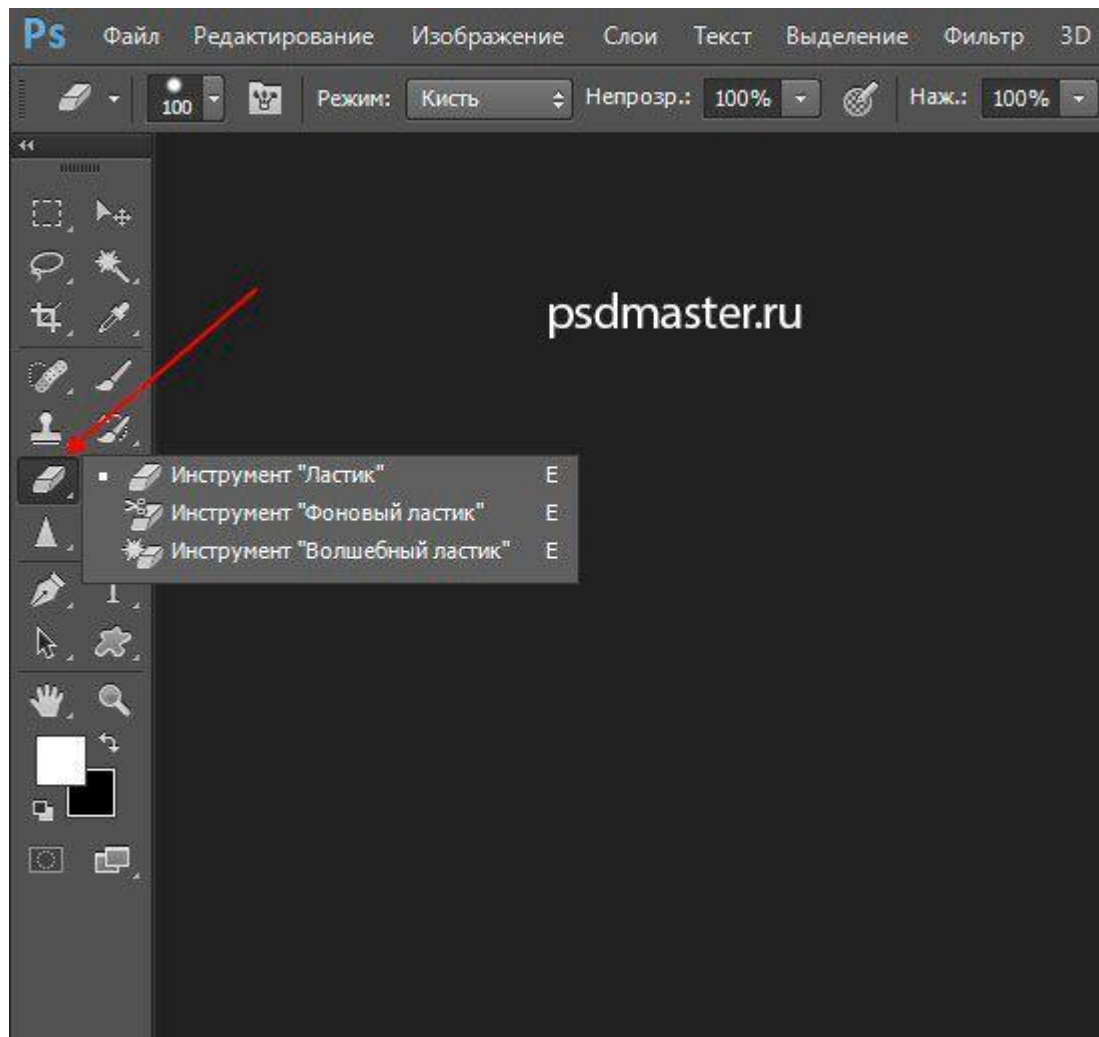 Ps Файл Редактирование Изображение Слои Текст Выделение Фильтр 3D
100 Режим: Кисть Непрозр.: 100% Наж.: 100%
psdmaster.ru
Инструмент "Ластик" E
Инструмент "Фоновый ластик" E
Инструмент "Волшебный ластик" E